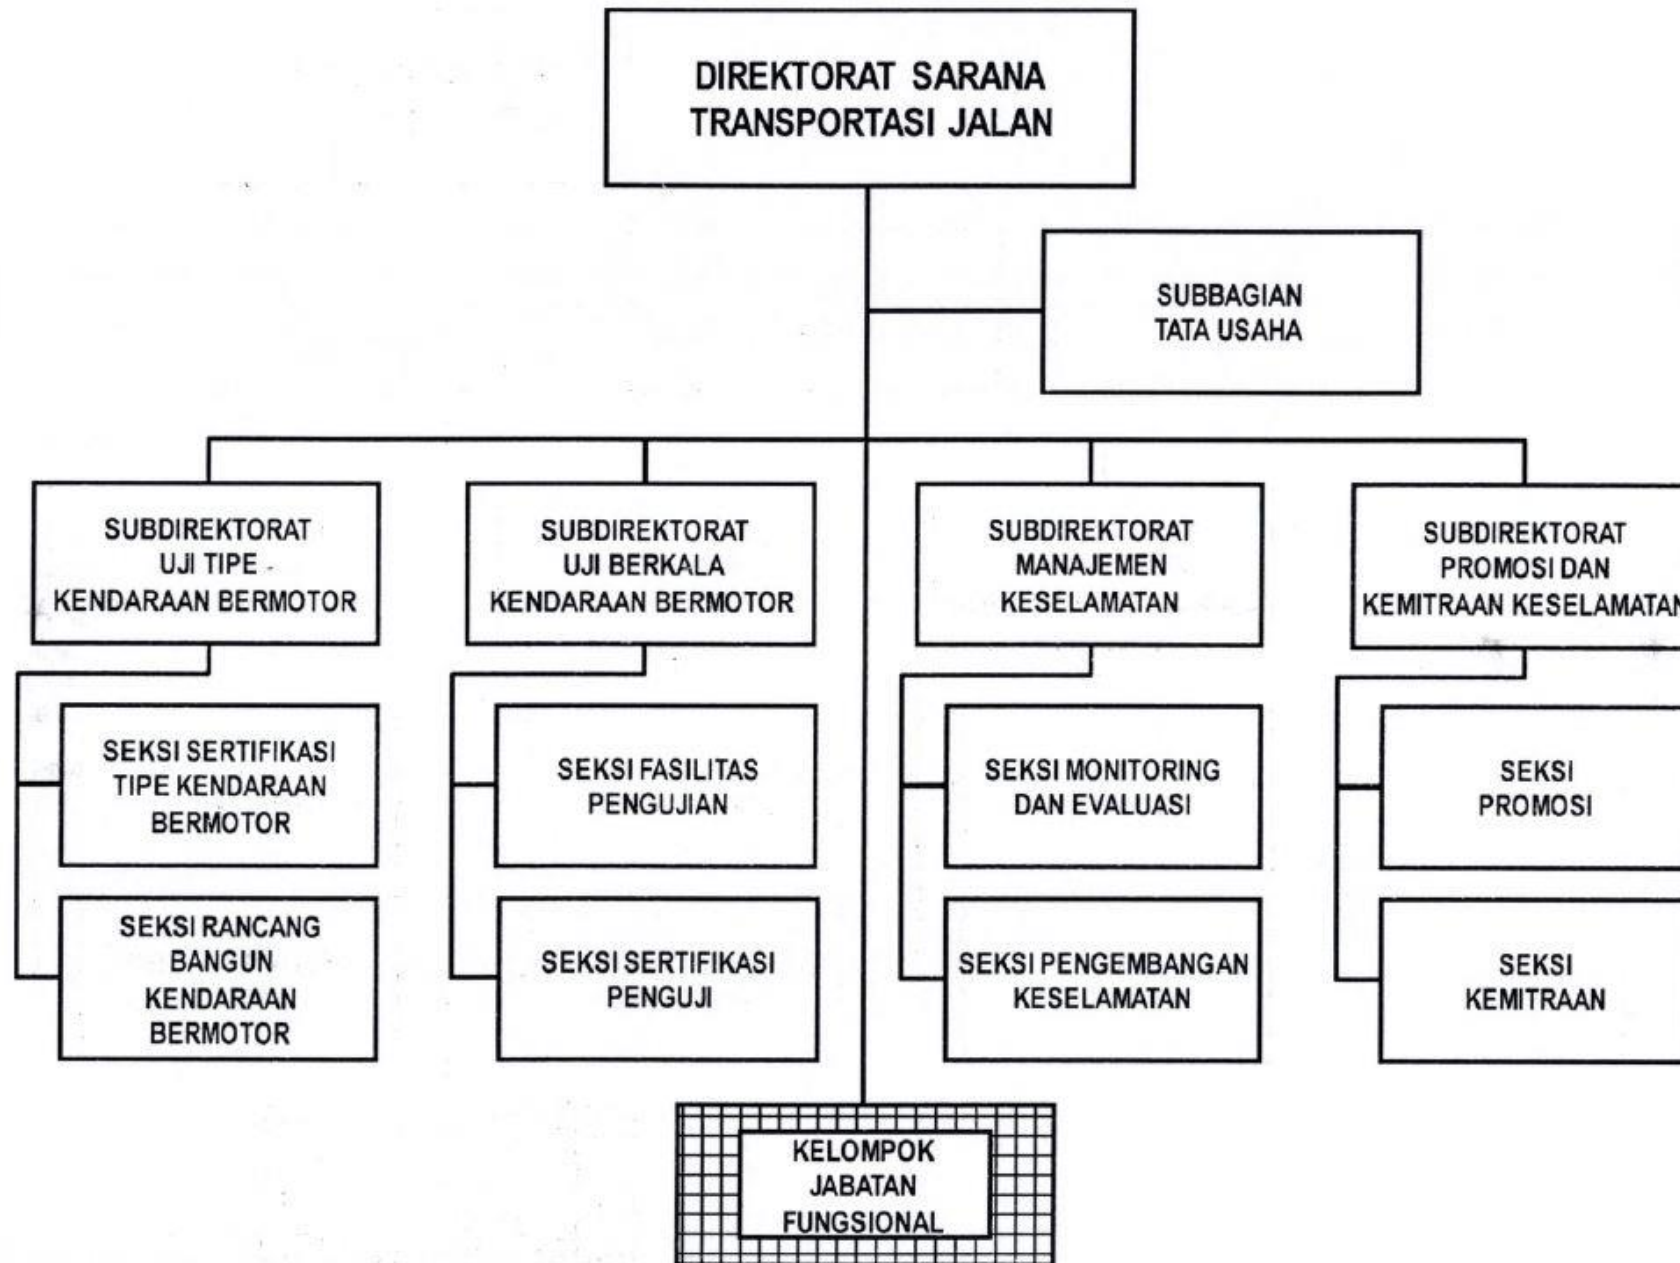 DIREKTORAT SARANA
TRANSPORTASI JALAN
SUBBAGIAN
TATA USAHA
SUBDIREKTORAT
UJI TIPE
KENDARAAN BERMOTOR
SUBDIREKTORAT
UJI BERKALA
KENDARAAN BERMOTOR
SUBDIREKTORAT
MANAJEMEN
KESELAMATAN
SUBDIREKTORAT
PROMOSI DAN
KEMITRAAN KESELAMATAN
SEKSI SERTIFIKASI
TIPE KENDARAAN
BERMOTOR
SEKSI FASILITAS
PENGUJIAN
SEKSI MONITORING
DAN EVALUASI
SEKSI
PROMOSI
SEKSI RANCANG
BANGUN
KENDARAAN
BERMOTOR
SEKSI SERTIFIKASI
PENGUJI
SEKSI PENGEMBANGAN
KESELAMATAN
SEKSI
KEMITRAAN
KELOMPOK
JABATAN
FUNGSIONAL